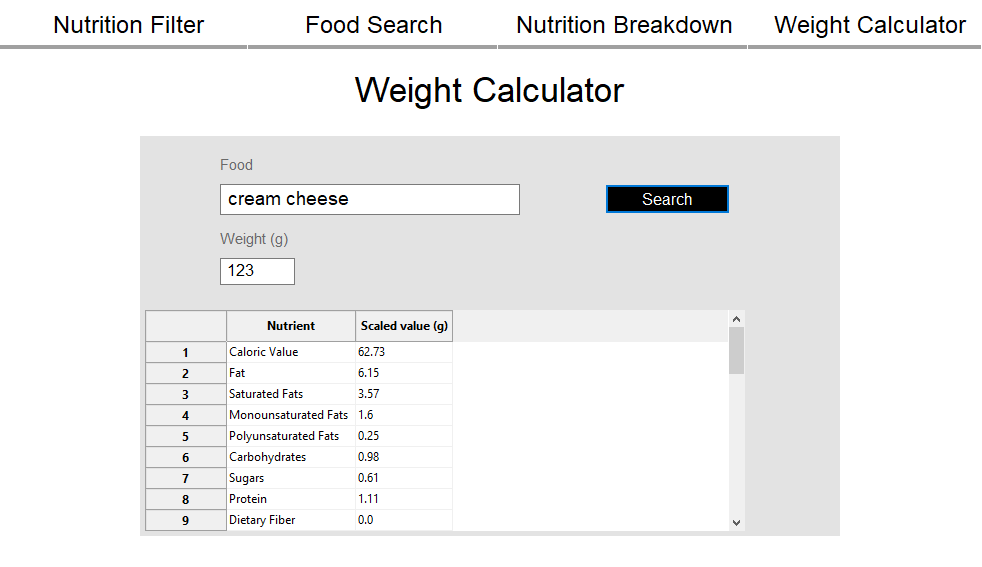 Nutrition Filter Food Search Nutrition Breakdown Weight Calculator
Weight Calculator
Food
cream cheese Search
Weight (g)
123
Nutrient Scaled value (g)
1 Caloric Value 62.73
2 Fat 6.15
3 Saturated Fats 3.57
4 Monounsaturated Fats 1.6
5 Polyunsaturated Fats 0.25
6 Carbohydrates 0.98
7 Sugars 0.61
8 Protein 1.11
9 Dietary Fiber 0.0